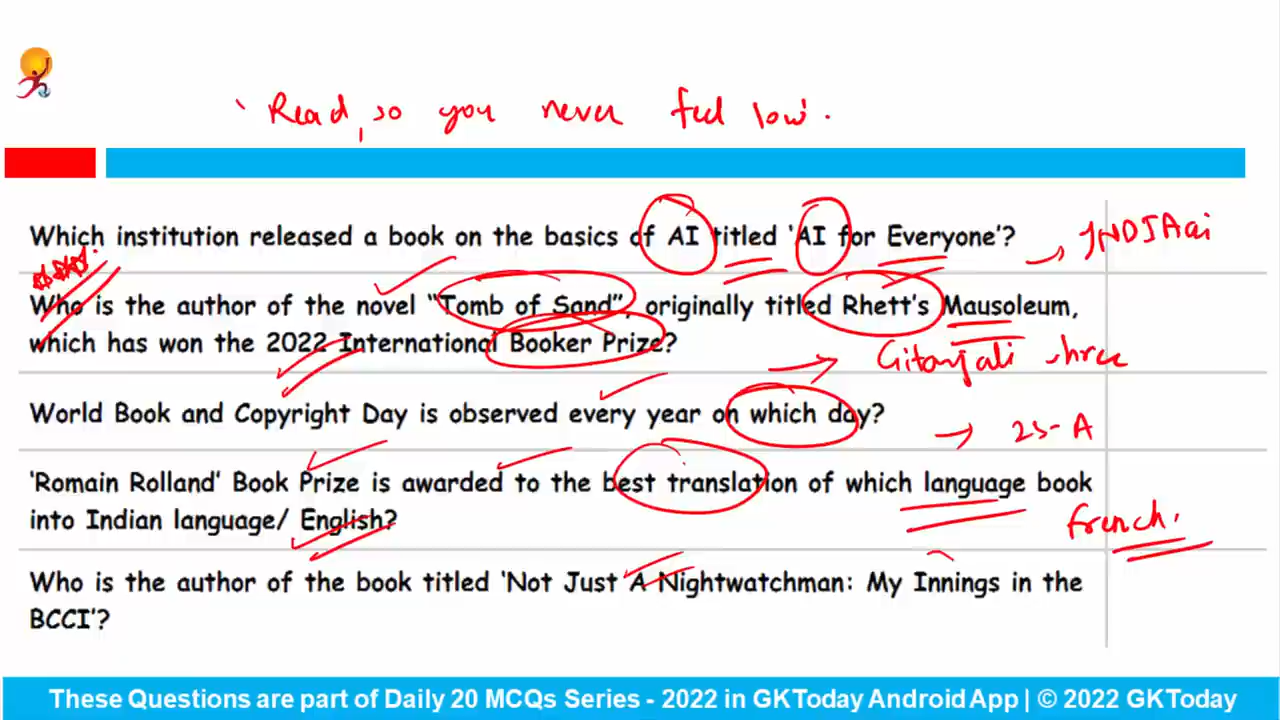 'Read, so you never feel low'.
Which institution released a book on the basics of AI titled 'AI for Everyone'?
INDIAai
Who is the author of the novel "Tomb of Sand", originally titled Rhett's Mausoleum,
which has won the 2022 International Booker Prize?
Gitanjali shree
World Book and Copyright Day is observed every year on which day?
23-A
'Romain Rolland' Book Prize is awarded to the best translation of which language book
into Indian language/ English?
French.
Who is the author of the book titled 'Not Just A Nightwatchman: My Innings in the
BCCI'?
These Questions are part of Daily 20 MCQs Series - 2022 in GKToday Android App | © 2022 GKToday